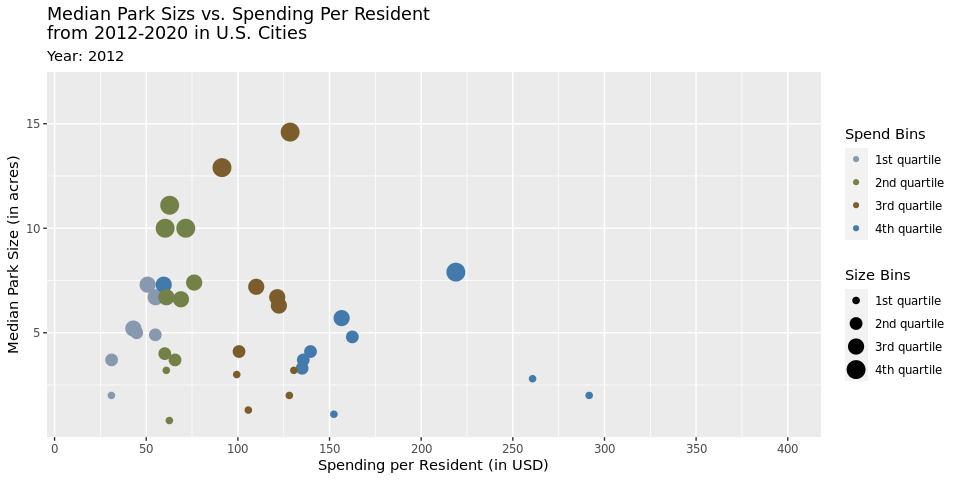 Median Park Sizs vs. Spending Per Resident
from 2012-2020 in U.S. Cities
Year: 2012
Median Park Size (in acres)
15
10
5
0 50 100 150 200 250 300 350 400
Spending per Resident (in USD)
Spend Bins
1st quartile
2nd quartile
3rd quartile
4th quartile
Size Bins
1st quartile
2nd quartile
3rd quartile
4th quartile